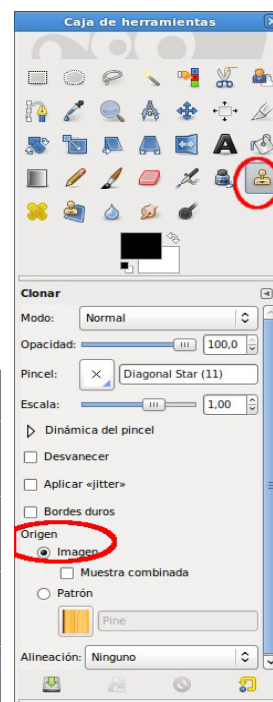 Caja de herramientas
Clonar
Modo: Normal
Opacidad: 100,0
Pincel: Diagonal Star (11)
Escala: 1,00
Dinámica del pincel
Desvanecer
Aplicar «jitter»
Bordes duros
Origen
Imagen
Muestra combinada
Patrón
Pine
Alineación: Ninguno